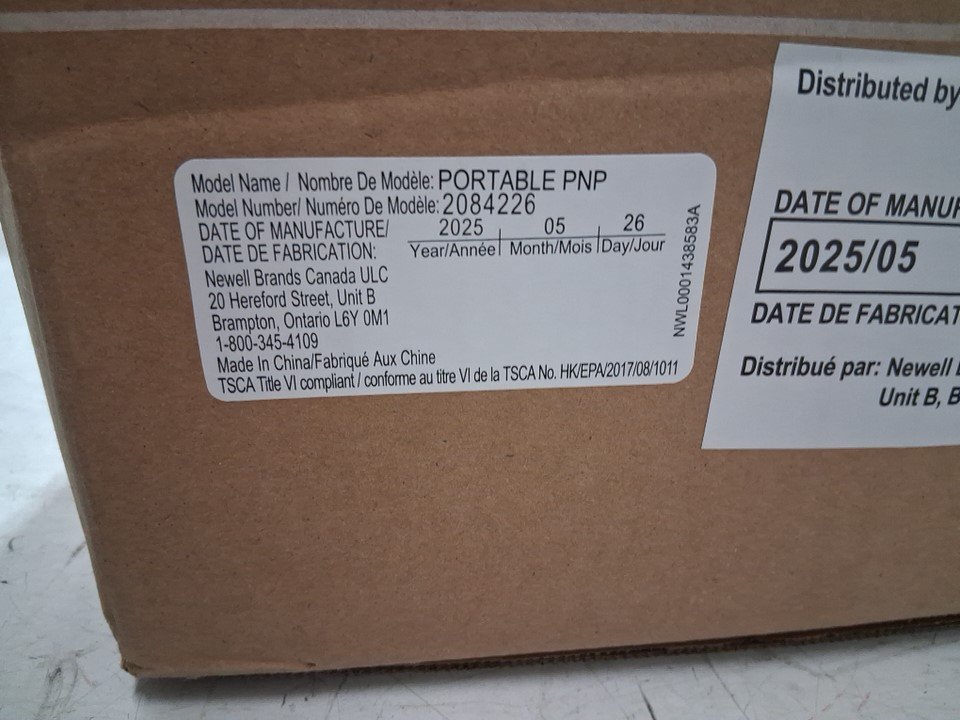 Model Name / Nombre De Modèle: PORTABLE PNP
Model Number/ Numéro De Modèle: 2084226
DATE OF MANUFACTURE/
DATE DE FABRICATION:
2025 05 26
Year/Année Month/Mois Day/Jour
Newell Brands Canada ULC
20 Hereford Street, Unit B
Brampton, Ontario L6Y 0M1
1-800-345-4109
Made In China/Fabriqué Aux Chine
TSCA Title VI compliant / conforme au titre VI de la TSCA No. HK/EPA/2017/08/1011
NWL0001438583A
Distributed by
DATE OF MANUF
2025/05
DATE DE FABRICAT
Distribué par: Newell
Unit B, B